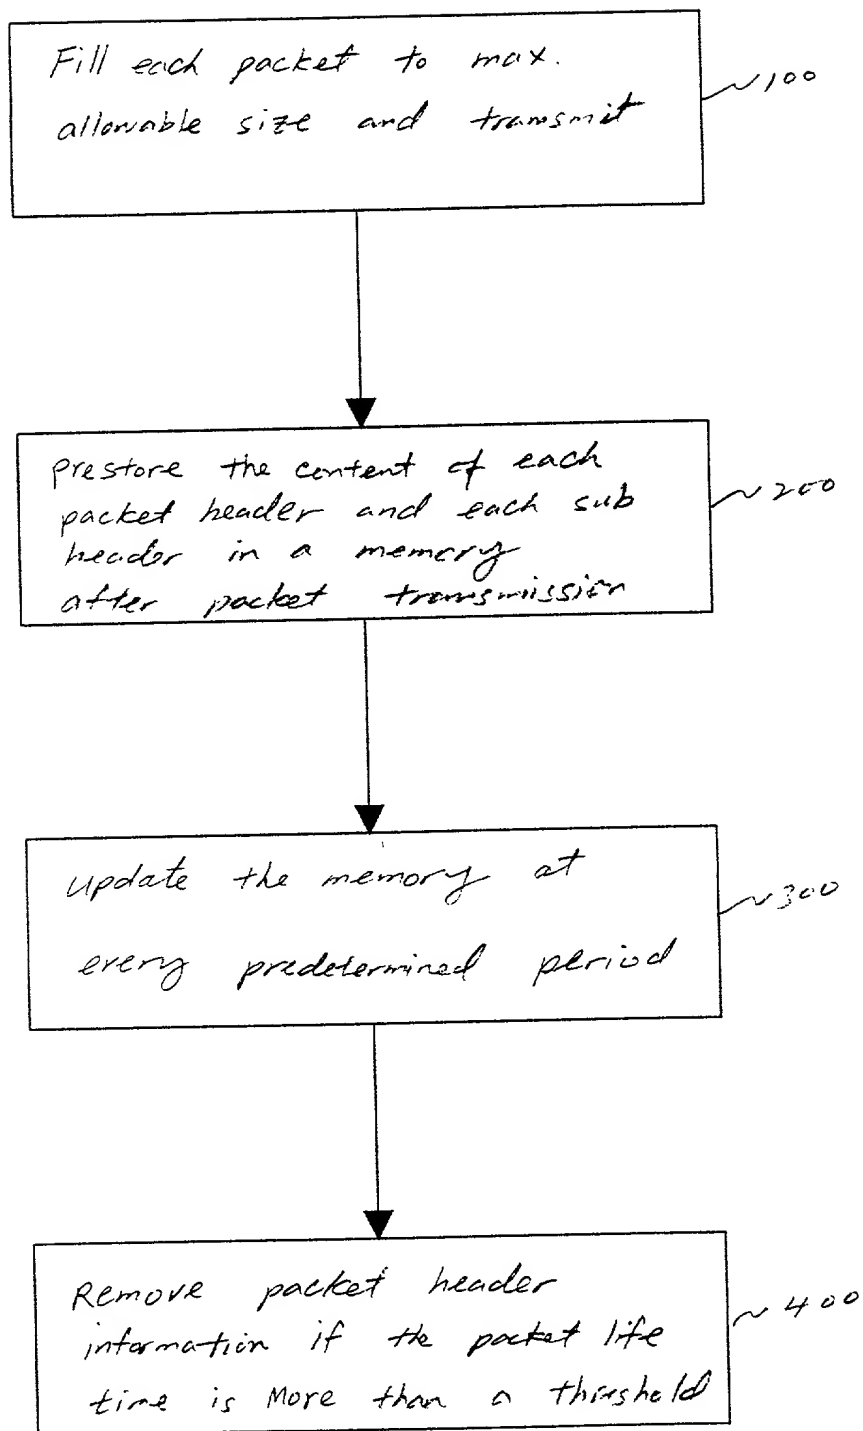 Fill each packet to max.
allowable size and transmit
100
prestore the content of each
packet header and each sub
header in a memory
after packet transmission
200
update the memory at
every predetermined period
300
Remove packet header
information if the packet life
time is More than a threshold
400